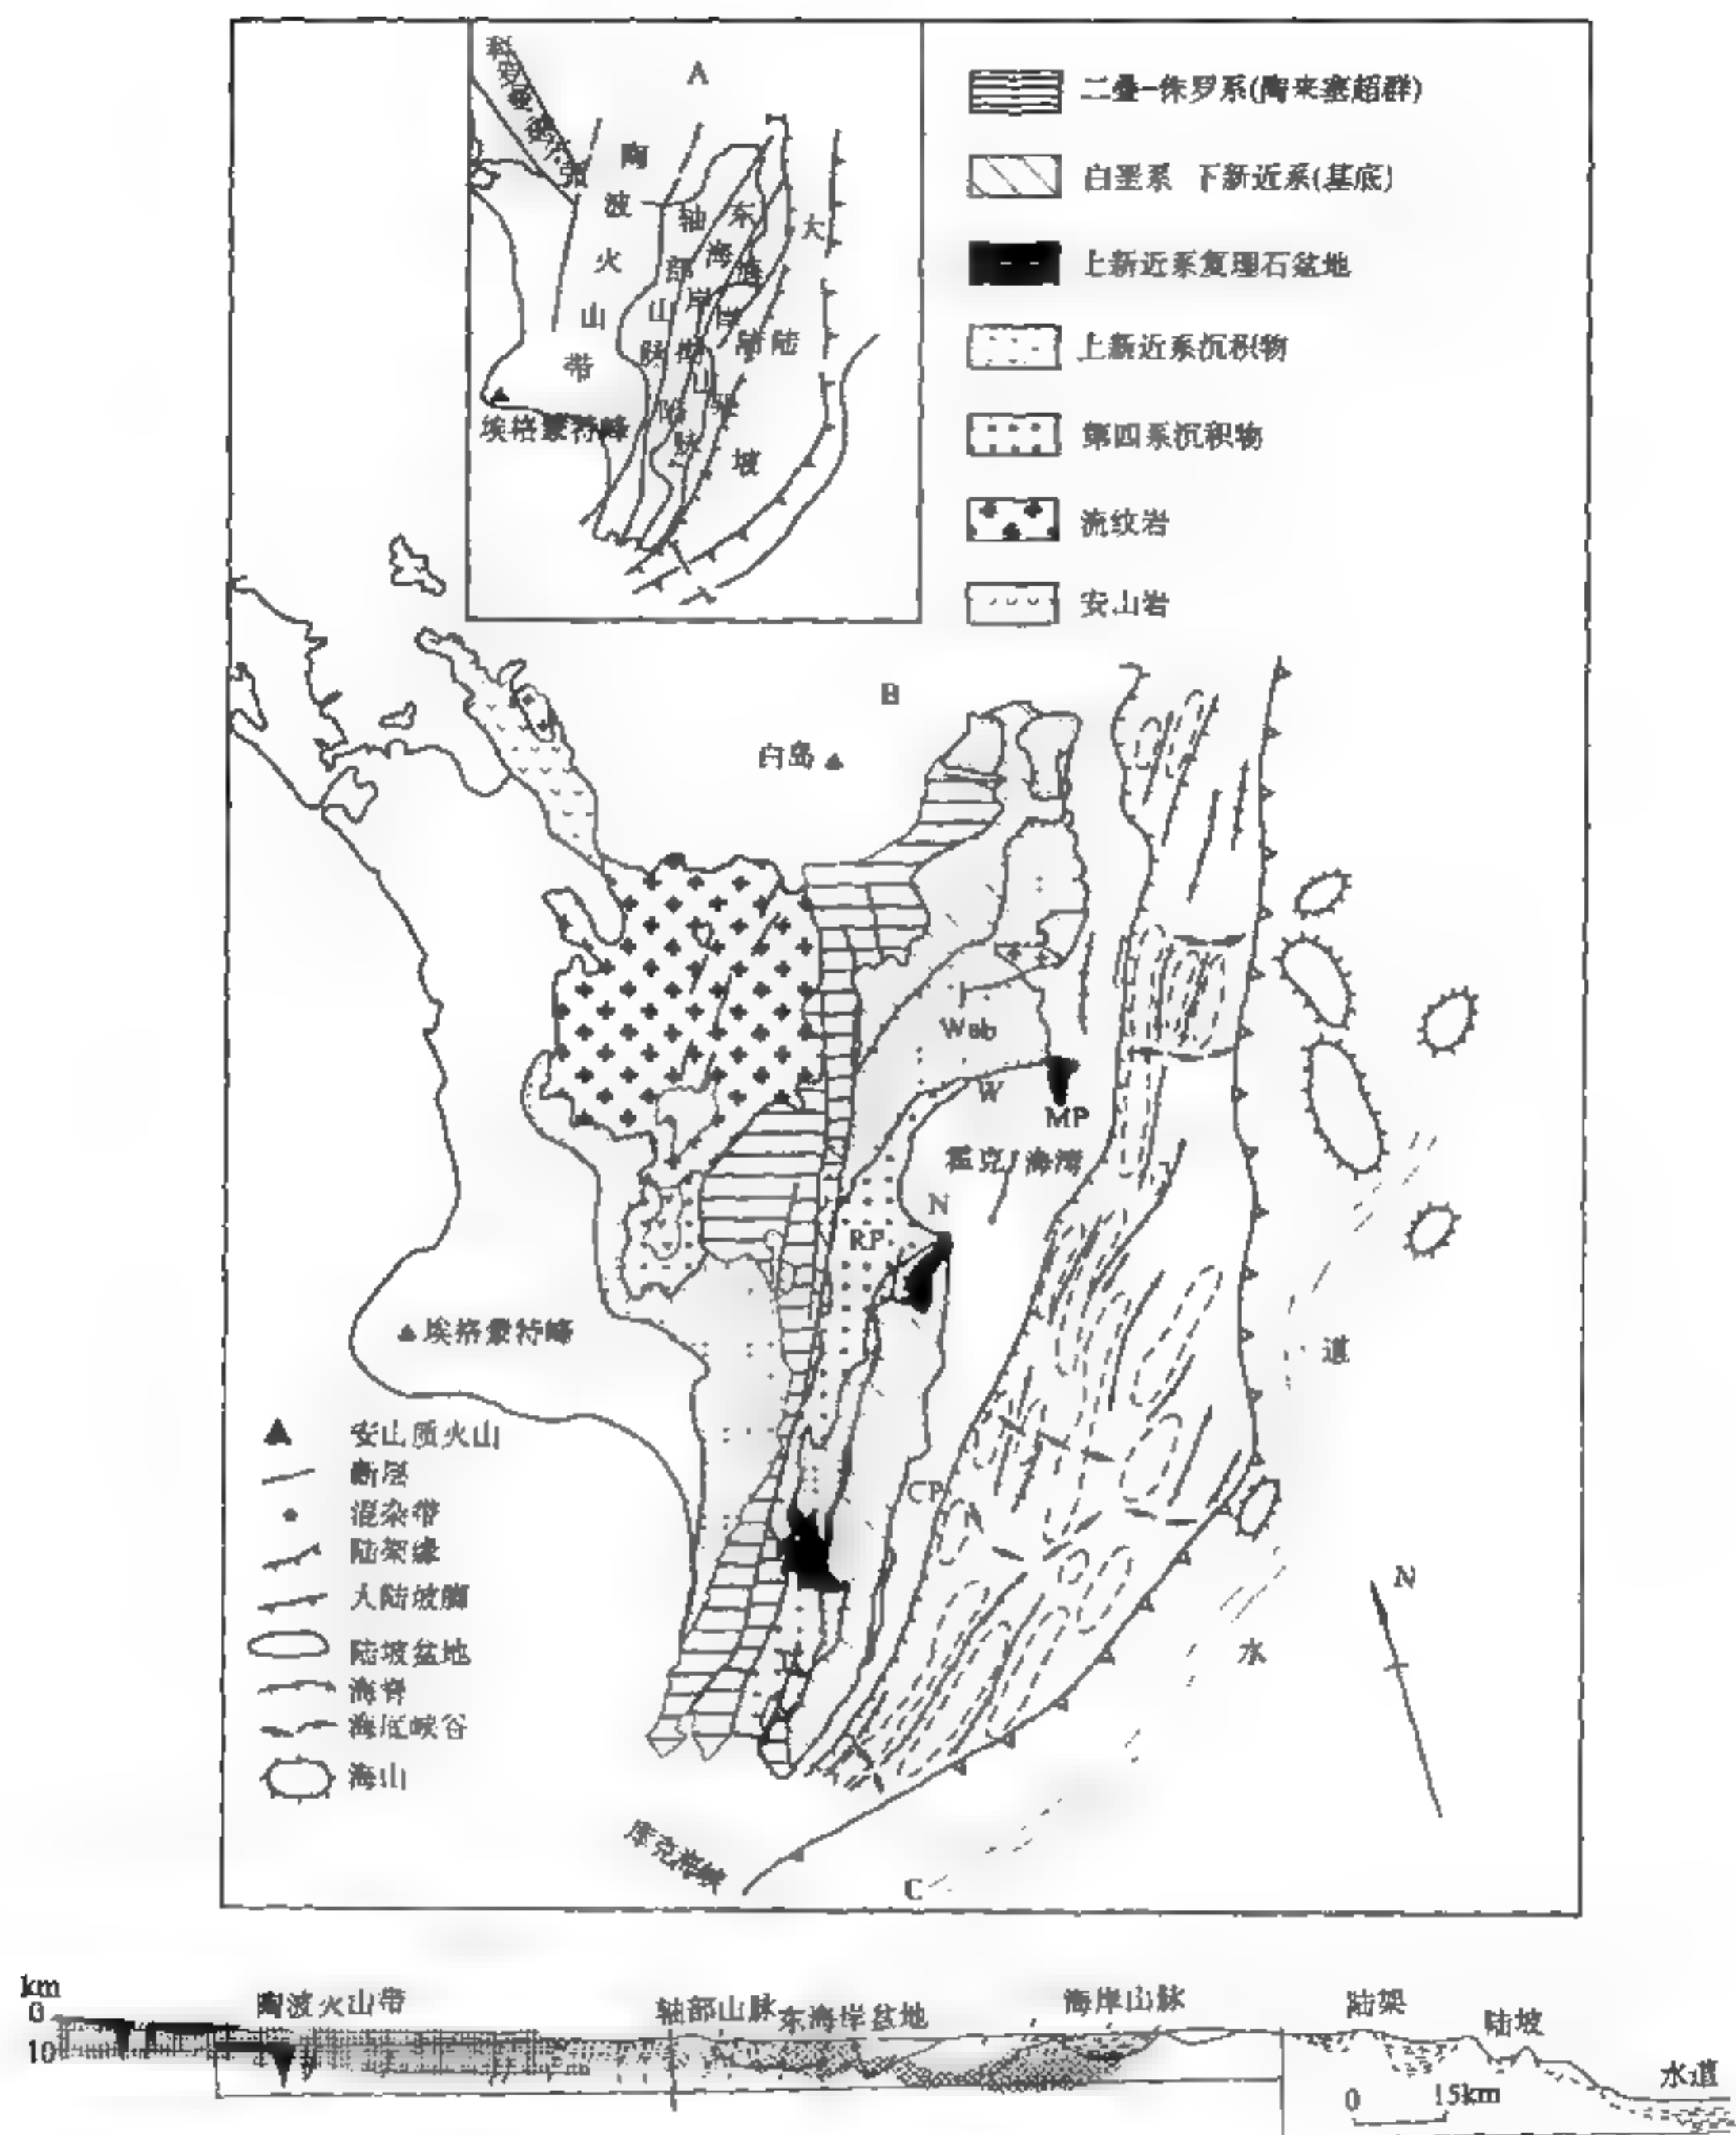 A
陶
波
火
山
带
轴
部
山
脉
东
海
岸
大
陆
坡
埃格蒙特峰
二叠-侏罗系(陶来塞超群)
白垩系 下新近系(基底)
上新近系复理石盆地
上新近系沉积物
第四系沉积物
流纹岩
安山岩
B
白岛
Wab
W
MP
霍克 海湾
N
RP
埃格蒙特峰
道
CP
安山质火山
断层
混杂带
陆架缘
大陆坡脚
陆坡盆地
海脊
海底峡谷
海山
N
水
库克海峡
C
km
0
10
陶波火山带
轴部山脉
东海岸盆地
海岸山脉
陆架
陆坡
水道
0 15km